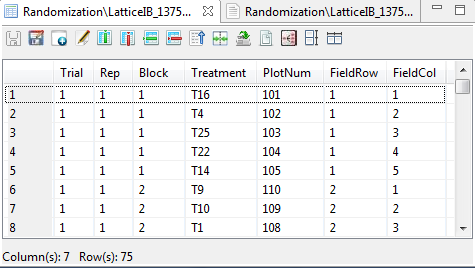 Randomization\LatticeIB_1375... Randomization\LatticeIB_1375...
Trial Rep Block Treatment PlotNum FieldRow FieldCol
1 1 1 1 T16 101 1 1
2 1 1 1 T4 102 1 2
3 1 1 1 T25 103 1 3
4 1 1 1 T22 104 1 4
5 1 1 1 T14 105 1 5
6 1 1 2 T9 110 2 1
7 1 1 2 T10 109 2 2
8 1 1 2 T1 108 2 3
Column(s): 7 Row(s): 75